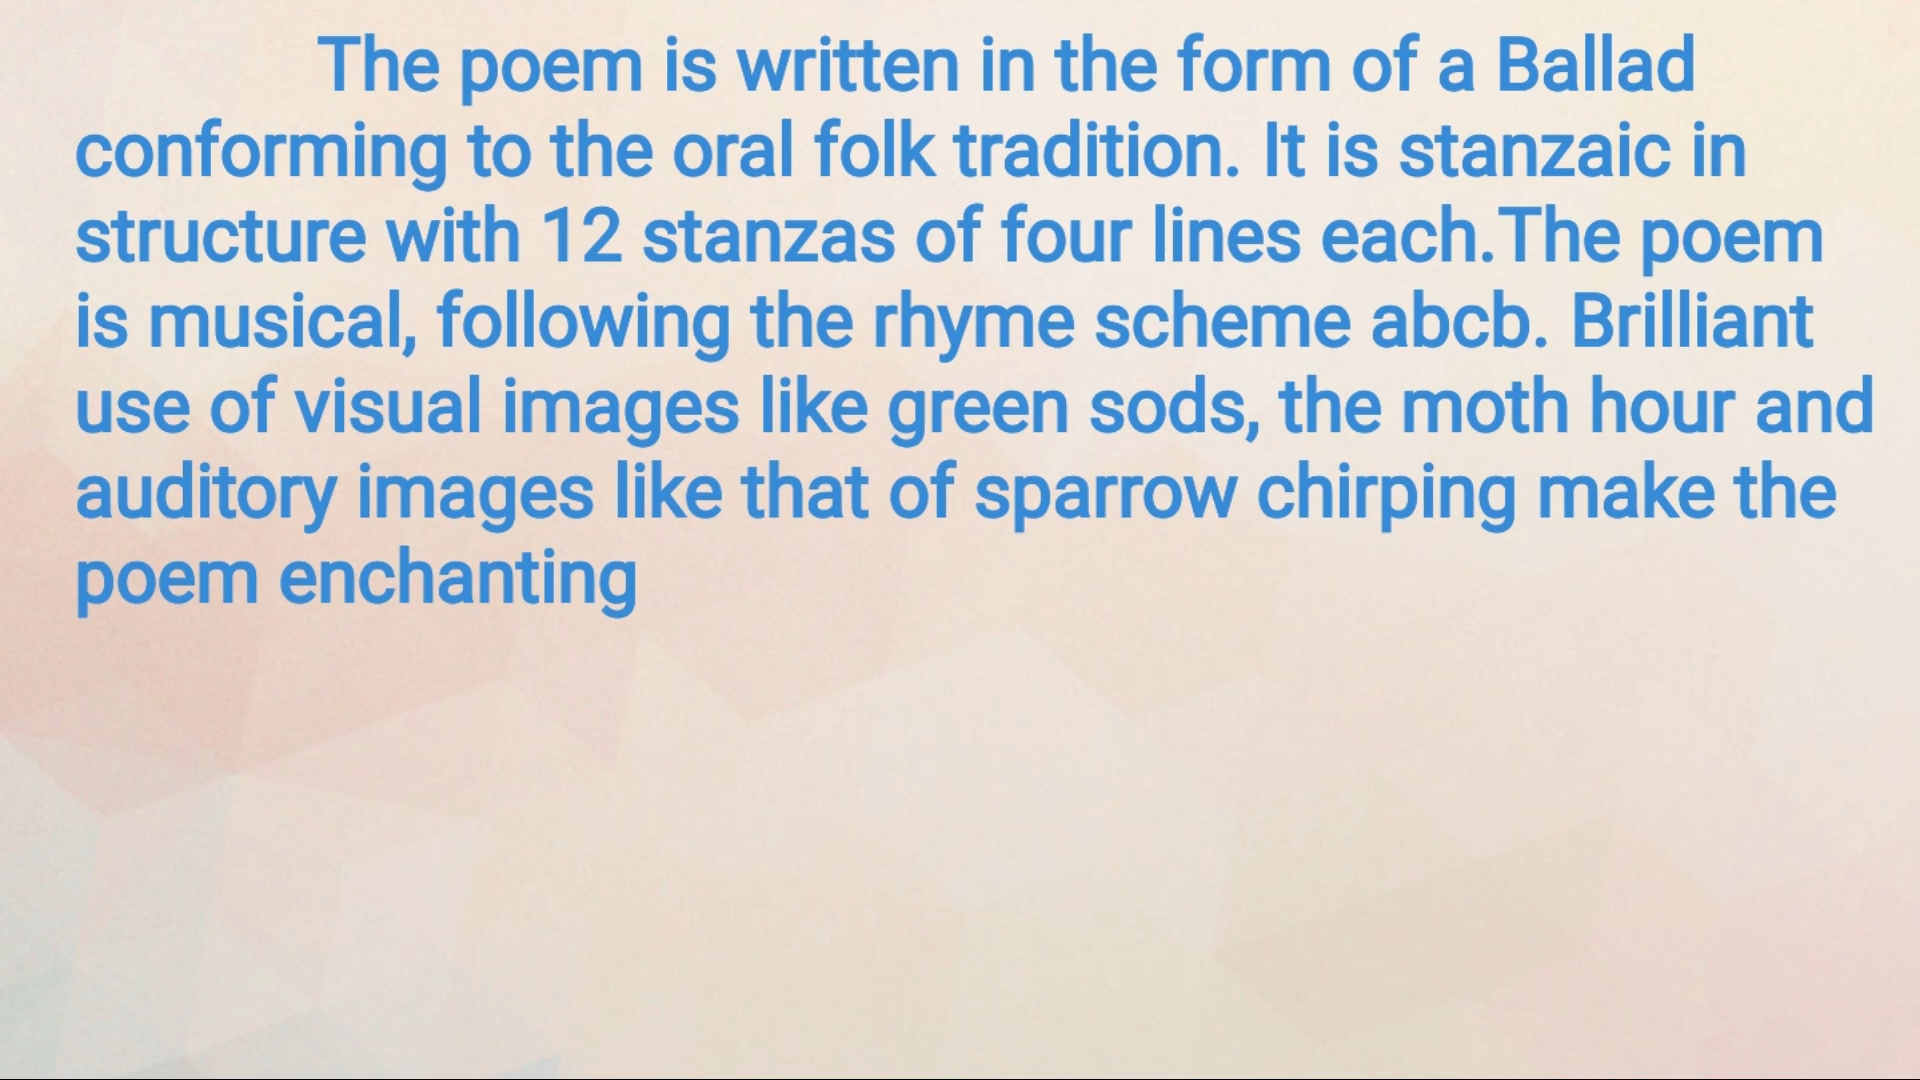 The poem is written in the form of a Ballad
conforming to the oral folk tradition. It is stanzaic in
structure with 12 stanzas of four lines each.The poem
is musical, following the rhyme scheme abcb. Brilliant
use of visual images like green sods, the moth hour and
auditory images like that of sparrow chirping make the
poem enchanting